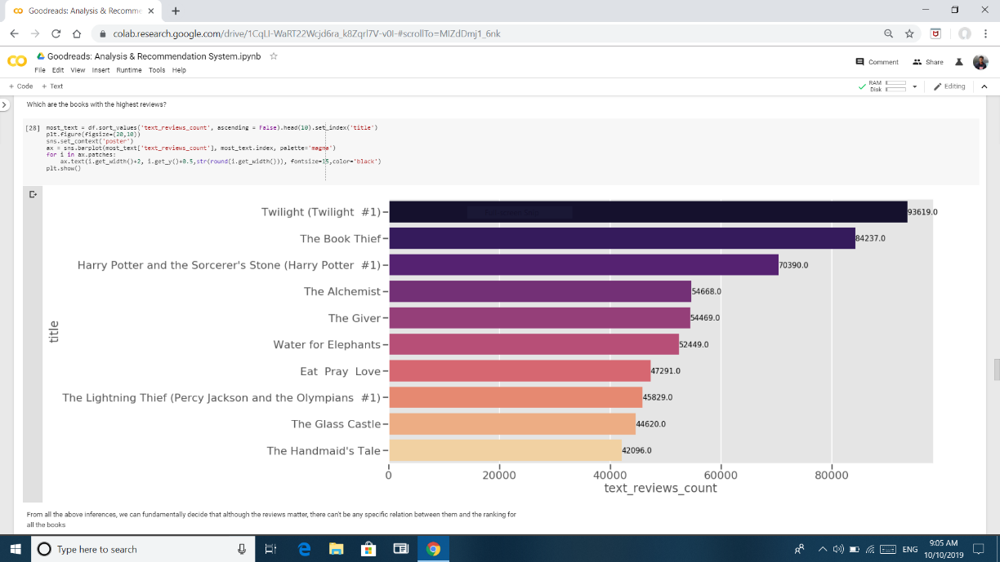 Goodreads: Analysis & Recomme
colab.research.google.com/drive/1CqLI-WaRT22Wcjd6ra_k8Zqrl7V-v0I-#scrollTo=MIZdDmj1_6nk
Goodreads: Analysis & Recommendation System.ipynb
File Edit View Insert Runtime Tools Help
Comment Share
+ Code + Text
RAM
Disk
Editing
Which are the books with the highest reviews?
[28] most_text = df.sort_values('text_reviews_count', ascending = False).head(10).set_index('title')
plt.figure(figsize=(20,10))
sns.set_context('poster')
ax = sns.barplot(most_text['text_reviews_count'], most_text.index, palette='magma')
for i in ax.patches:
ax.text(i.get_width()+2, i.get_y()+0.5,str(round(i.get_width())), fontsize=15,color='black')
plt.show()
Twilight (Twilight #1) 93619.0
The Book Thief 84237.0
Harry Potter and the Sorcerer's Stone (Harry Potter #1) 70390.0
The Alchemist 54668.0
The Giver 54469.0
Water for Elephants 52449.0
Eat Pray Love 47291.0
The Lightning Thief (Percy Jackson and the Olympians #1) 45829.0
The Glass Castle 44620.0
The Handmaid's Tale 42096.0
title
0 20000 40000 60000 80000
text_reviews_count
From all the above inferences, we can fundamentally decide that although the reviews matter, there can't be any specific relation between them and the ranking for
all the books
Type here to search
ENG
9:05 AM
10/10/2019